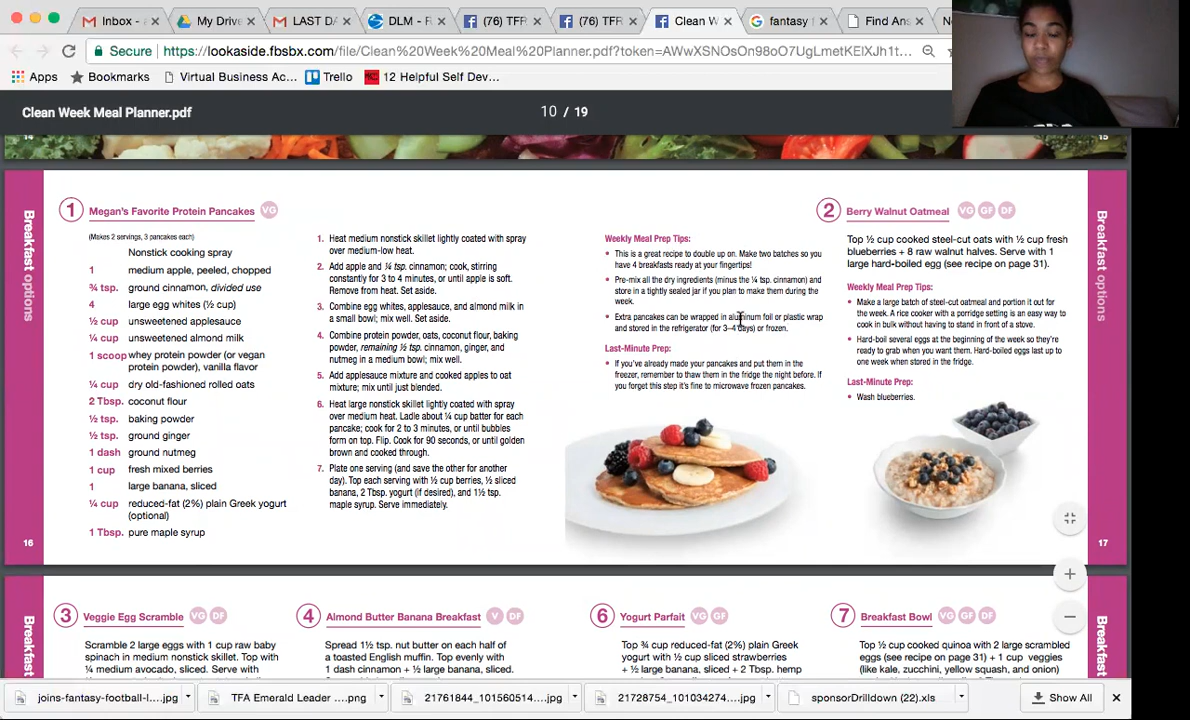 Inbox - a
My Drive
LAST DA
DLM - F
(76) TFR
(76) TFR
Clean W
fantasy f
Find Ans
Secure
https://lookaside.fbsbx.com/file/Clean%20Week%20Meal%20Planner.pdf?token=AWwXSNOsOn98oO7UgLmetKElXJh1t...
Apps
Bookmarks
Virtual Business Ac...
Trello
12 Helpful Self Dev...
Clean Week Meal Planner.pdf
10 / 19
14
15
Breakfast options
1 Megan's Favorite Protein Pancakes VG
(Makes 2 servings, 3 pancakes each)
Nonstick cooking spray
1 medium apple, peeled, chopped
¾ tsp. ground cinnamon, divided use
4 large egg whites (½ cup)
½ cup unsweetened applesauce
¼ cup unsweetened almond milk
1 scoop whey protein powder (or vegan
protein powder), vanilla flavor
¼ cup dry old-fashioned rolled oats
2 Tbsp. coconut flour
½ tsp. baking powder
½ tsp. ground ginger
1 dash ground nutmeg
1 cup fresh mixed berries
1 large banana, sliced
¼ cup reduced-fat (2%) plain Greek yogurt
(optional)
1 Tbsp. pure maple syrup
16
1. Heat medium nonstick skillet lightly coated with spray
over medium-low heat.
2. Add apple and ¼ tsp. cinnamon; cook, stirring
constantly for 3 to 4 minutes, or until apple is soft.
Remove from heat. Set aside.
3. Combine egg whites, applesauce, and almond milk in
a small bowl; mix well. Set aside.
4. Combine protein powder, oats, coconut flour, baking
powder, remaining ½ tsp. cinnamon, ginger, and
nutmeg in a medium bowl; mix well.
5. Add applesauce mixture and cooked apples to oat
mixture; mix until just blended.
6. Heat large nonstick skillet lightly coated with spray
over medium heat. Ladle about ¼ cup batter for each
pancake; cook for 2 to 3 minutes, or until bubbles
form on top. Flip. Cook for 90 seconds, or until golden
brown and cooked through.
7. Plate one serving (and save the other for another
day). Top each serving with ½ cup berries, ½ sliced
banana, 2 Tbsp. yogurt (if desired), and 1½ tsp.
maple syrup. Serve immediately.
Weekly Meal Prep Tips:
• This is a great recipe to double up on. Make two batches so you
have 4 breakfasts ready at your fingertips!
• Pre-mix all the dry ingredients (minus the ¼ tsp. cinnamon) and
store in a tightly sealed jar if you plan to make them during the
week.
• Extra pancakes can be wrapped in aluminum foil or plastic wrap
and stored in the refrigerator (for 3–4 days) or frozen.
Last-Minute Prep:
• If you've already made your pancakes and put them in the
freezer, remember to thaw them in the fridge the night before. If
you forget this step it's fine to microwave frozen pancakes.
2 Berry Walnut Oatmeal VG GF DF
Top ½ cup cooked steel-cut oats with ½ cup fresh
blueberries + 8 raw walnut halves. Serve with 1
large hard-boiled egg (see recipe on page 31).
Weekly Meal Prep Tips:
• Make a large batch of steel-cut oatmeal and portion it out for
the week. A rice cooker with a porridge setting is an easy way to
cook in bulk without having to stand in front of a stove.
• Hard-boil several eggs at the beginning of the week so they're
ready to grab when you want them. Hard-boiled eggs last up to
one week when stored in the fridge.
Last-Minute Prep:
• Wash blueberries.
Breakfast options
17
Breakfast
3 Veggie Egg Scramble VG DF
Scramble 2 large eggs with 1 cup raw baby
spinach in medium nonstick skillet. Top with
¼ medium avocado, sliced. Serve with
4 Almond Butter Banana Breakfast V DF
Spread 1½ tsp. nut butter on each half of
a toasted English muffin. Top evenly with
1 dash cinnamon + ½ large banana, sliced.
6 Yogurt Parfait VG GF
Top ¾ cup reduced-fat (2%) plain Greek
yogurt with ½ cup sliced strawberries
+ ½ large banana, sliced + 2 Tbsp. hemp
7 Breakfast Bowl VG GF DF
Top ½ cup cooked quinoa with 2 large scrambled
eggs (see recipe on page 31) + 1 cup veggies
(like kale, zucchini, yellow squash, and onion)
Breakfast
joins-fantasy-football-l....jpg
TFA Emerald Leader ....png
21761844_101560514....jpg
21728754_101034274....jpg
sponsorDrilldown (22).xls
Show All